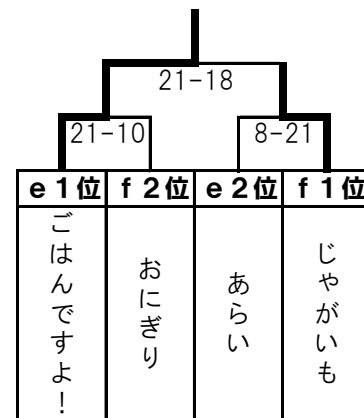 21-18
21-10 8-21
e1位 f2位 e2位 f1位
ごはんですよ！
おにぎり
あらい
じゃがいも